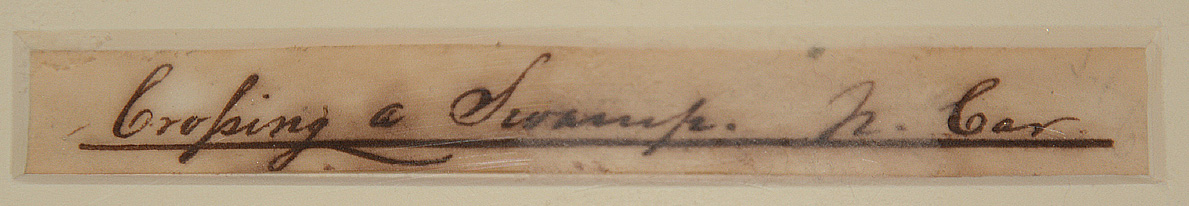 Croſsing a Swamp. N. Car.